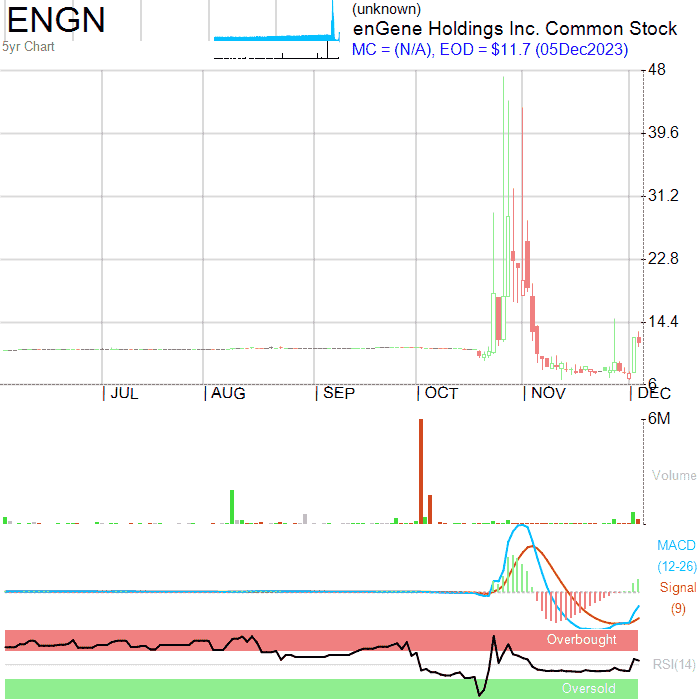 ENGN
5yr Chart
(unknown)
enGene Holdings Inc. Common Stock
MC = (N/A), EOD = $11.7 (05Dec2023)
48
39.6
31.2
22.8
14.4
6
JUL AUG SEP OCT NOV DEC
6M
Volume
MACD
(12-26)
Signal
(9)
Overbought
RSI(14)
Oversold